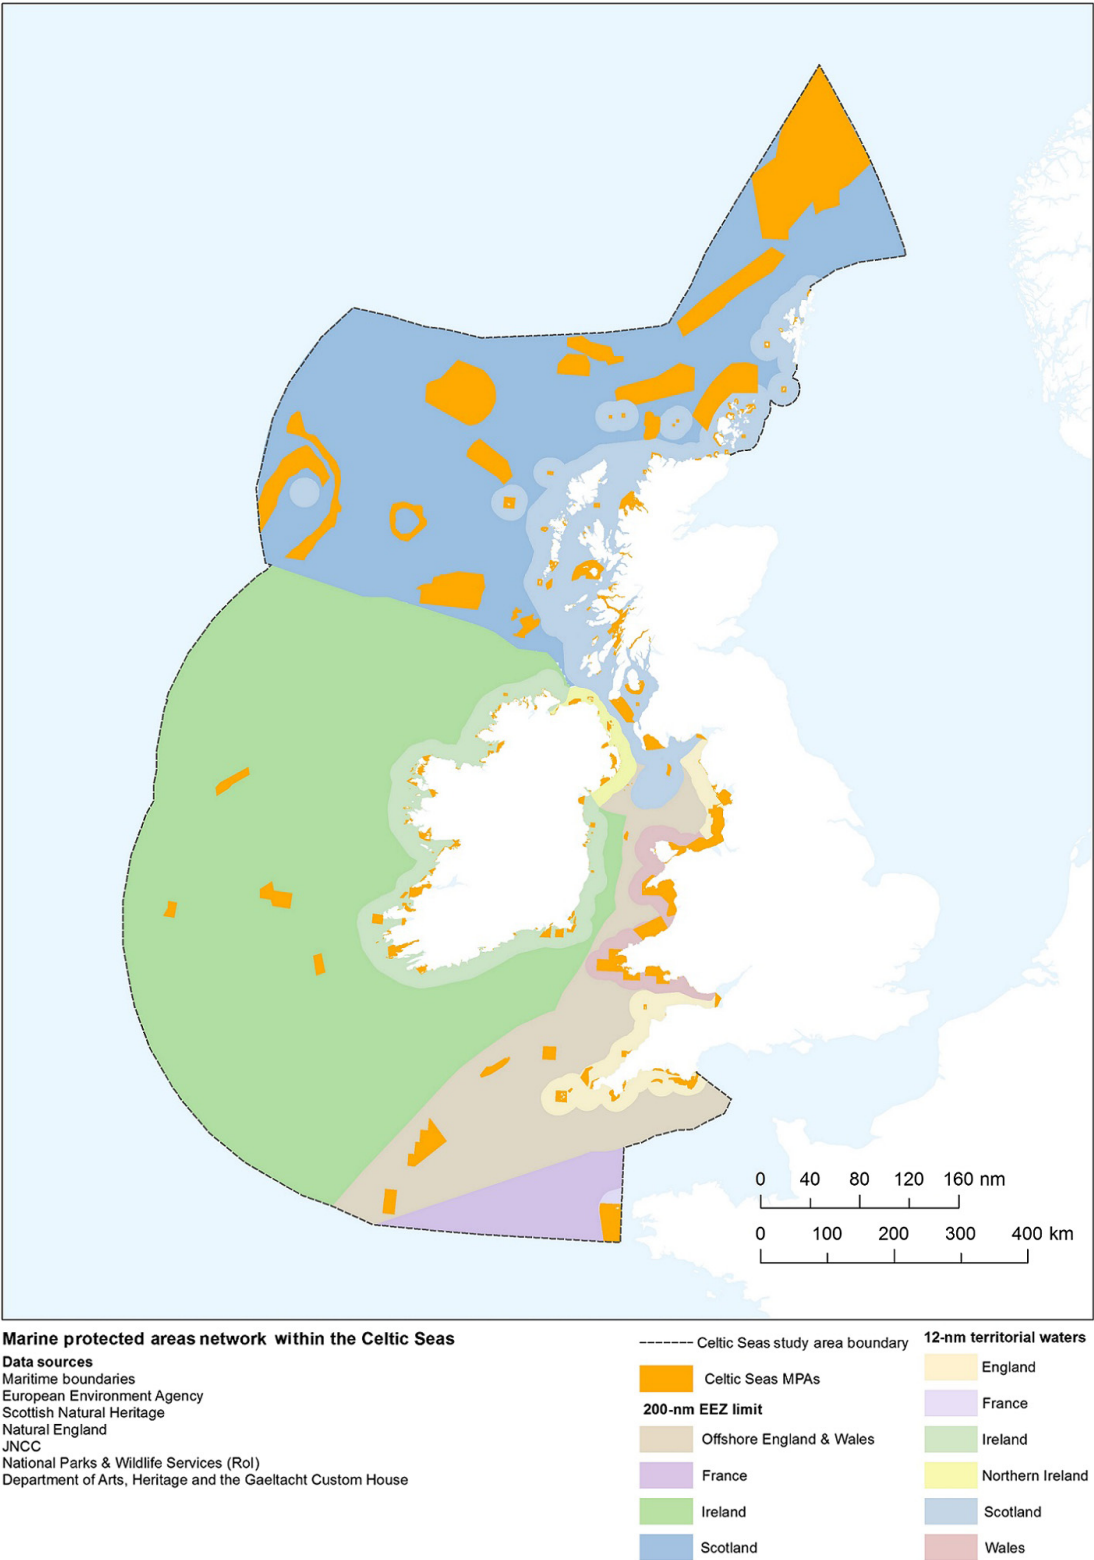 0 40 80 120 160 nm
0 100 200 300 400 km
Marine protected areas network within the Celtic Seas
Data sources
Maritime boundaries
European Environment Agency
Scottish Natural Heritage
Natural England
JNCC
National Parks & Wildlife Services (RoI)
Department of Arts, Heritage and the Gaeltacht Custom House
Celtic Seas study area boundary
Celtic Seas MPAs
200-nm EEZ limit
Offshore England & Wales
France
Ireland
Scotland
12-nm territorial waters
England
France
Ireland
Northern Ireland
Scotland
Wales